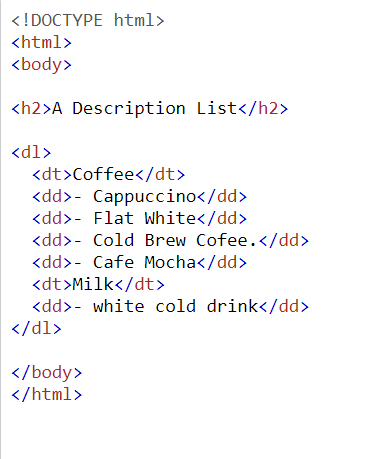 <!DOCTYPE html>
<html>
<body>
<h2>A Description List</h2>
<dl>
<dt>Coffee</dt>
<dd>- Cappuccino</dd>
<dd>- Flat White</dd>
<dd>- Cold Brew Cofee.</dd>
<dd>- Cafe Mocha</dd>
<dt>Milk</dt>
<dd>- white cold drink</dd>
</dl>
</body>
</html>